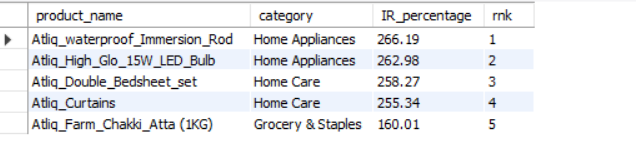 product_name category IR_percentage rnk
Atliq_waterproof_Immersion_Rod Home Appliances 266.19 1
Atliq_High_Glo_15W_LED_Bulb Home Appliances 262.98 2
Atliq_Double_Bedsheet_set Home Care 258.27 3
Atliq_Curtains Home Care 255.34 4
Atliq_Farm_Chakki_Atta (1KG) Grocery & Staples 160.01 5